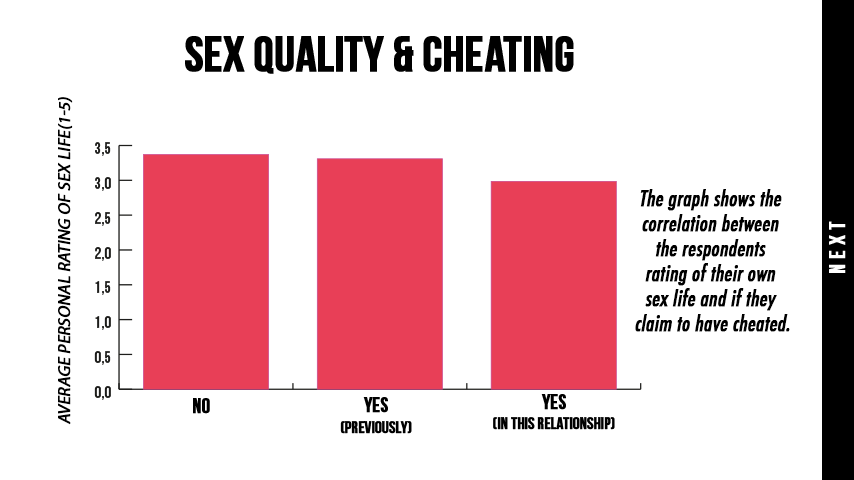 SEX QUALITY & CHEATING
AVERAGE PERSONAL RATING OF SEX LIFE(1-5)
3,5
3,0
2,5
2,0
1,5
1,0
0,5
0,0
NO
YES
(PREVIOUSLY)
YES
(IN THIS RELATIONSHIP)
The graph shows the
correlation between
the respondents
rating of their own
sex life and if they
claim to have cheated.
NEXT